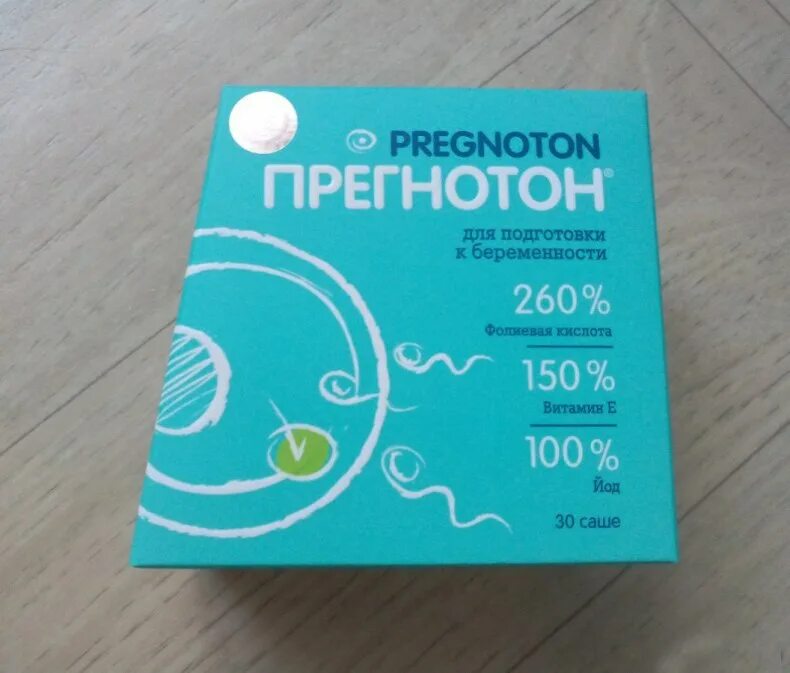 PREGNOTON
ПРЕГНОТОН®
для подготовки
к беременности
260%
Фолиевая кислота
150 %
Витамин Е
100 %
Йод
30 саше